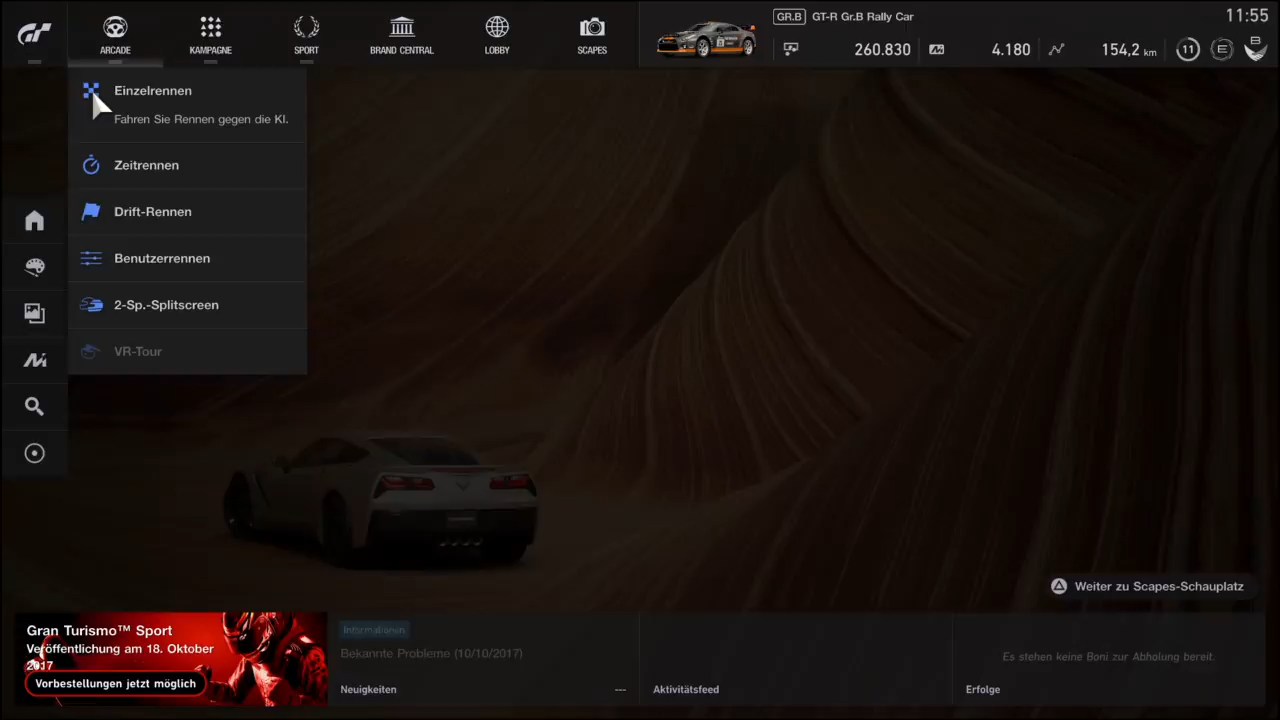 ARCADE
KAMPAGNE
SPORT
BRAND CENTRAL
LOBBY
SCAPES
GR.B GT-R Gr.B Rally Car
260.830
4.180
154,2 km
11
E
B
11:55
Einzelrennen
Fahren Sie Rennen gegen die KI.
Zeitrennen
Drift-Rennen
Benutzerrennen
2-Sp.-Splitscreen
VR-Tour
Weiter zu Scapes-Schauplatz
Gran Turismo™ Sport
Veröffentlichung am 18. Oktober
2017
Vorbestellungen jetzt möglich
Informationen
Bekannte Probleme (10/10/2017)
Neuigkeiten ---
Aktivitätsfeed
Es stehen keine Boni zur Abholung bereit.
Erfolge